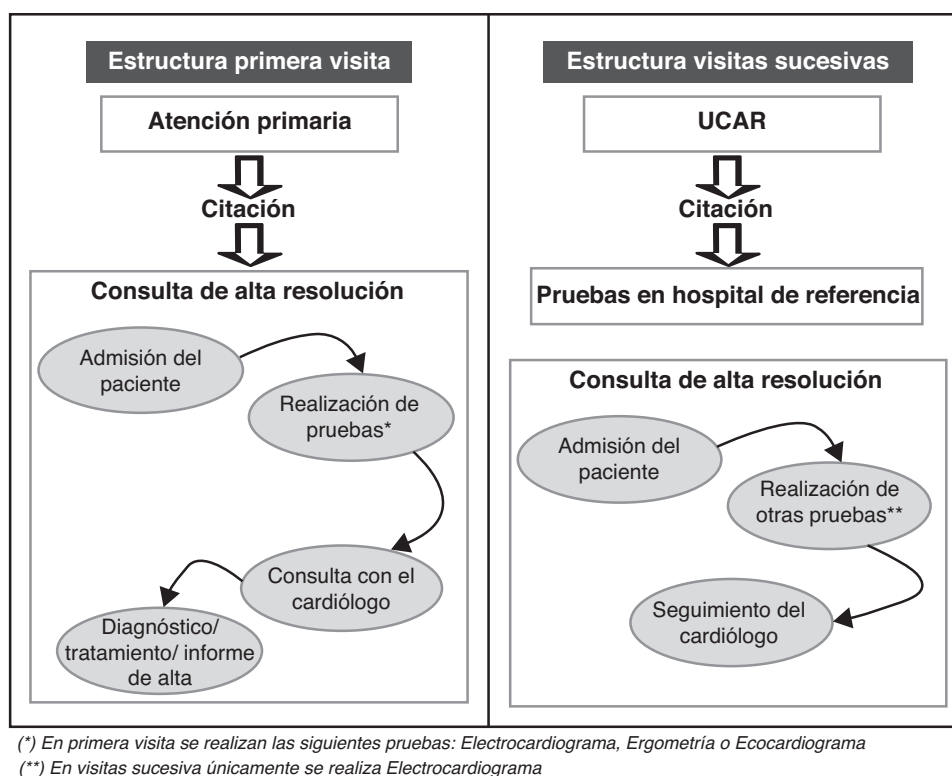 Estructura primera visita
Atención primaria
Citación
Consulta de alta resolución
Admisión del
paciente
Realización de
pruebas*
Consulta con el
cardiólogo
Diagnóstico/
tratamiento/ informe
de alta
Estructura visitas sucesivas
UCAR
Citación
Pruebas en hospital de referencia
Consulta de alta resolución
Admisión del
paciente
Realización de
otras pruebas**
Seguimiento del
cardiólogo
(*) En primera visita se realizan las siguientes pruebas: Electrocardiograma, Ergometría o Ecocardiograma
(**) En visitas sucesiva únicamente se realiza Electrocardiograma